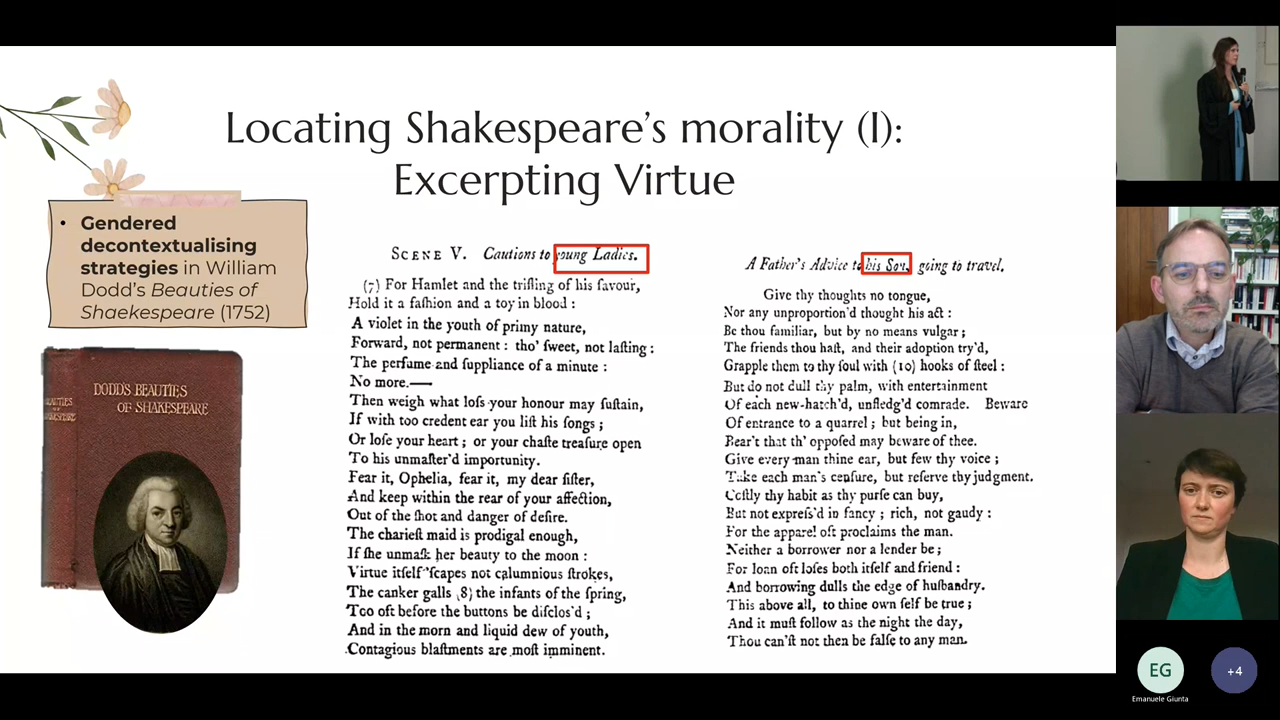 Locating Shakespeare's morality (I):
Excerpting Virtue
• Gendered
decontextualising
strategies in William
Dodd's Beauties of
Shaekespeare (1752)
DODD'S BEAUTIES
OF SHAKESPEARE
SCENE V. Cautions to young Ladies.
(7) For Hamlet and the trifling of his favour,
Hold it a fashion and a toy in blood :
A violet in the youth of primy nature,
Forward, not permanent : tho' sweet, not lasting :
The perfume and suppliance of a minute :
No more.——
Then weigh what loss your honour may sustain,
If with too credent ear you list his songs ;
Or lose your heart ; or your chaste treasure open
To his unmaster'd importunity.
Fear it, Ophelia, fear it, my dear sister,
And keep within the rear of your affection,
Out of the shot and danger of desire.
The chariest maid is prodigal enough,
If she unmask her beauty to the moon :
Virtue itself 'scapes not calumnious strokes,
The canker galls (8) the infants of the spring,
Too oft before the buttons be disclos'd ;
And in the morn and liquid dew of youth,
Contagious blastments are most imminent.
A Father's Advice to his Son, going to travel.
Give thy thoughts no tongue,
Nor any unproportion'd thought his act :
Be thou familiar, but by no means vulgar ;
The friends thou hast, and their adoption try'd,
Grapple them to thy soul with (10) hooks of steel :
But do not dull thy palm, with entertainment
Of each new-hatch'd, unfledg'd comrade. Beware
Of entrance to a quarrel ; but being in,
Bear't that th' opposed may beware of thee.
Give every man thine ear, but few thy voice ;
Take each man's censure, but reserve thy judgment.
Costly thy habit as thy purse can buy,
But not express'd in fancy ; rich, not gaudy :
For the apparel oft proclaims the man.
Neither a borrower nor a lender be ;
For loan oft loses both itself and friend :
And borrowing dulls the edge of husbandry.
This above all, to thine own self be true ;
And it must follow as the night the day,
Thou can'st not then be false to any man.
EG
Emanuele Giunta
+4